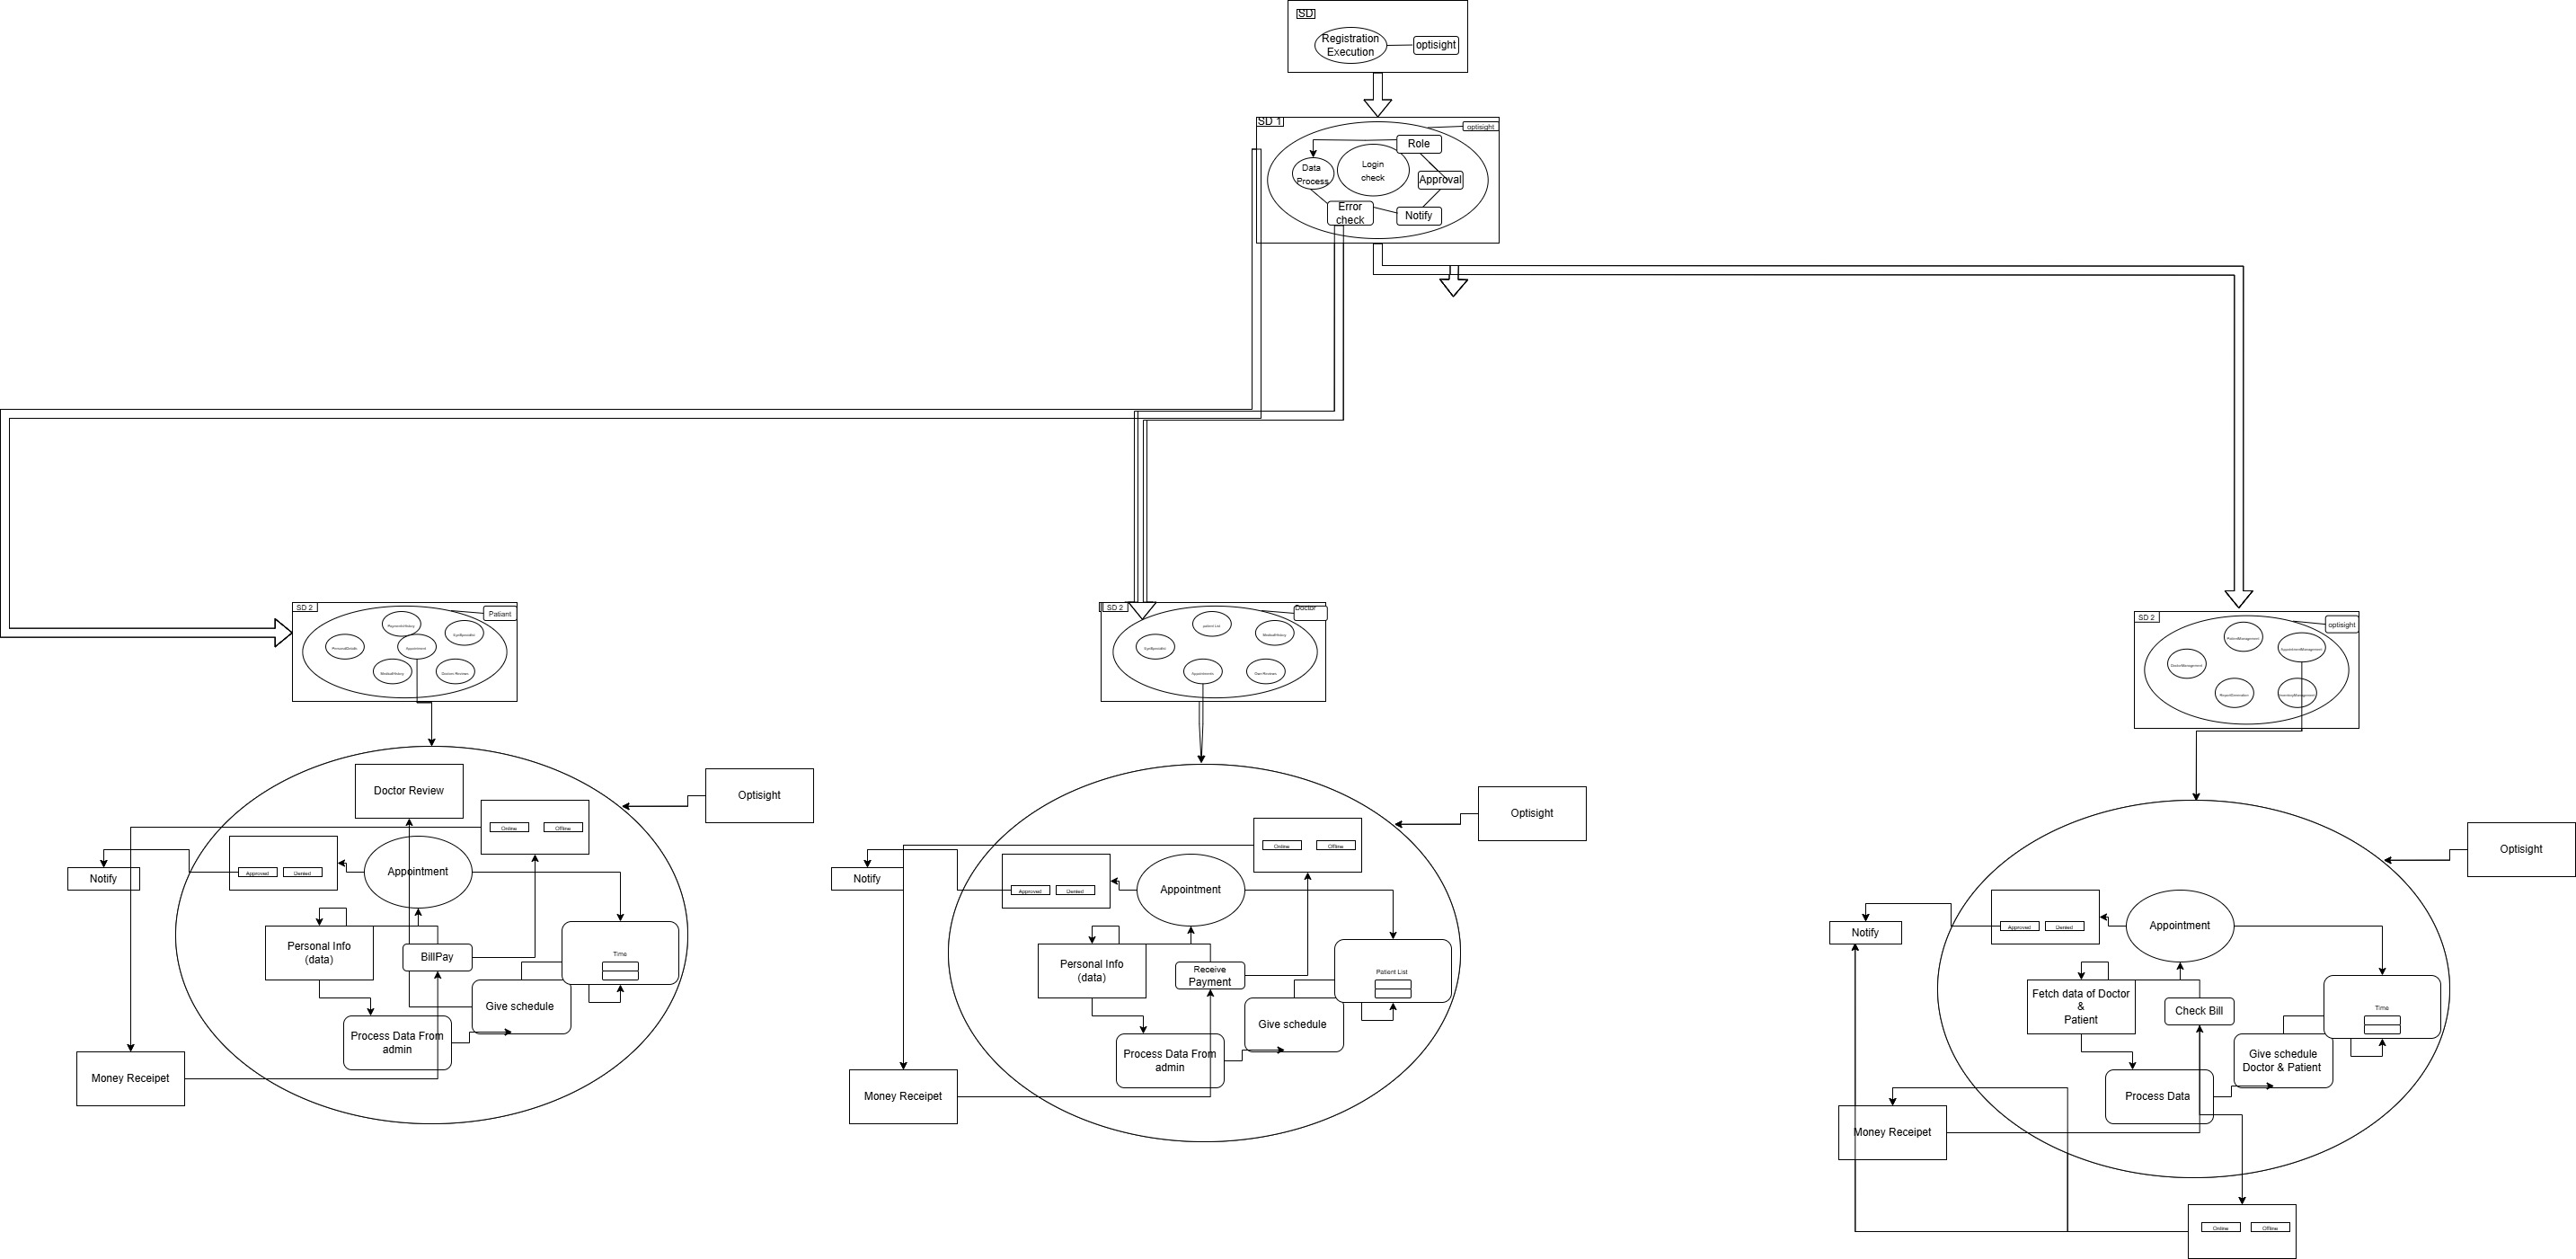 SD
Registration
Execution
optisight
SD 1
optisight
Role
Login
check
Data
Process
Approval
Error
check
Notify
SD 2
Patiant
PaymentHistory
EyeSpecialist
PersonalDetails
Appointment
MedicalHistory
Doctors Reviews
SD 2
Doctor
patient List
MedicalHistory
EyeSpecialist
Appointments
Own Reviews
SD 2
optisight
PatientManagement
AppointmentManagement
DoctorManagement
ReportGeneration
InventoryManagement
Doctor Review
Optisight
Online
Offline
Approved
Denied
Appointment
Notify
Personal Info
(data)
BillPay
Time
Give schedule
Process Data From
admin
Money Receipet
Optisight
Online
Offline
Approved
Denied
Appointment
Notify
Personal Info
(data)
Receive
Payment
Patient List
Give schedule
Process Data From
admin
Money Receipet
Optisight
Approved
Denied
Appointment
Notify
Fetch data of Doctor
&
Patient
Check Bill
Time
Give schedule
Doctor & Patient
Process Data
Money Receipet
Online
Offline